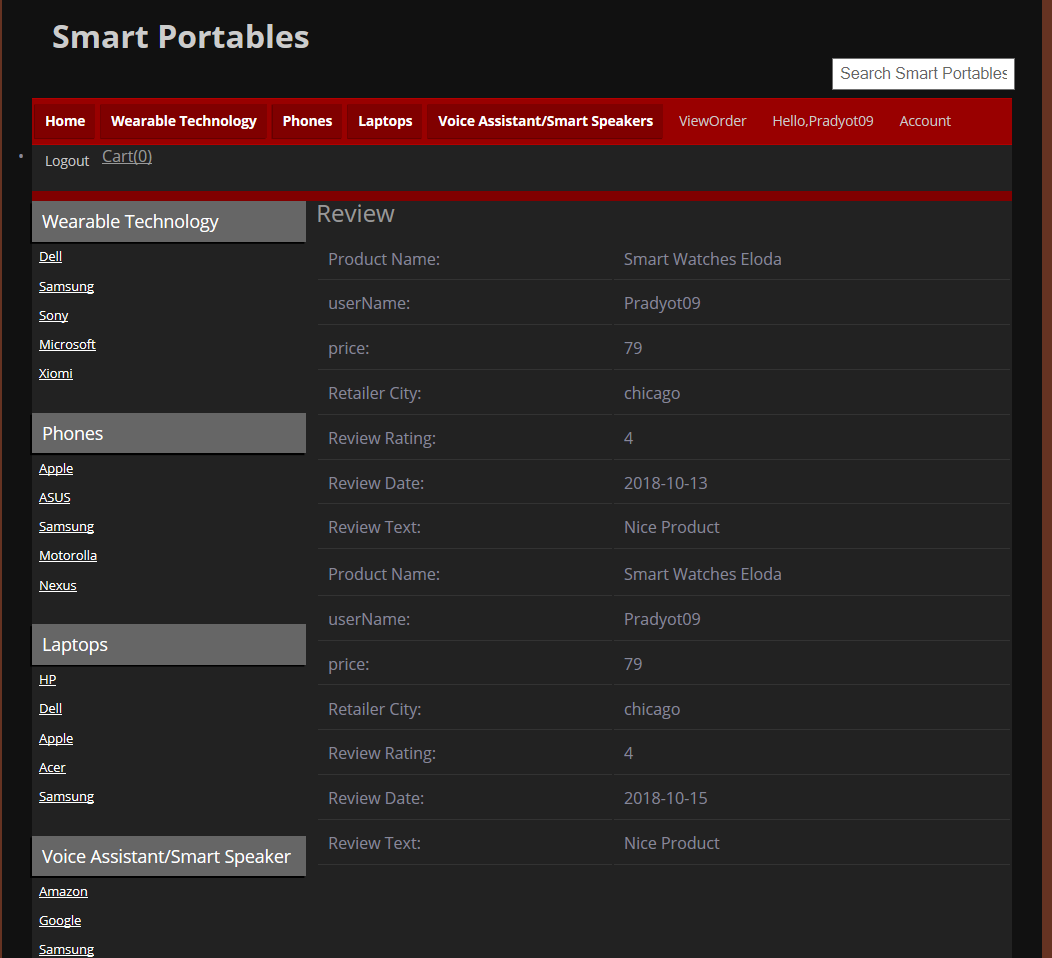 Smart Portables
Search Smart Portables
Home Wearable Technology Phones Laptops Voice Assistant/Smart Speakers ViewOrder Hello,Pradyot09 Account
Logout Cart(0)
Wearable Technology
Dell
Samsung
Sony
Microsoft
Xiomi
Phones
Apple
ASUS
Samsung
Motorolla
Nexus
Laptops
HP
Dell
Apple
Acer
Samsung
Voice Assistant/Smart Speaker
Amazon
Google
Samsung
Review
Product Name: Smart Watches Eloda
userName: Pradyot09
price: 79
Retailer City: chicago
Review Rating: 4
Review Date: 2018-10-13
Review Text: Nice Product
Product Name: Smart Watches Eloda
userName: Pradyot09
price: 79
Retailer City: chicago
Review Rating: 4
Review Date: 2018-10-15
Review Text: Nice Product